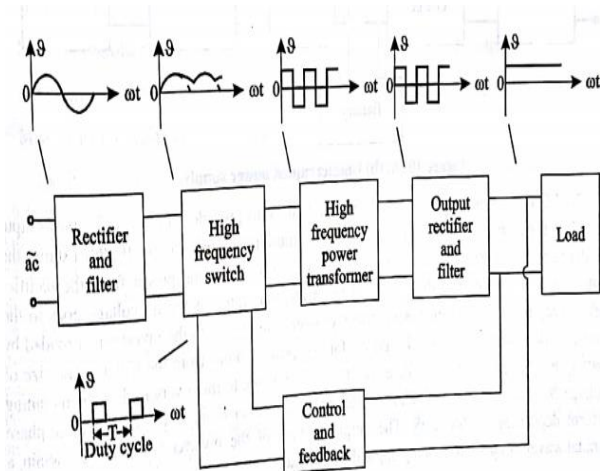 ϑ
ϑ
ϑ
ϑ
ϑ
0
0
0
0
0
ωt
ωt
ωt
ωt
ωt
~
ac
Rectifier
and
filter
High
frequency
switch
High
frequency
power
transformer
Output
rectifier
and
filter
Load
ϑ
0
ωt
T
Duty cycle
Control
and
feedback